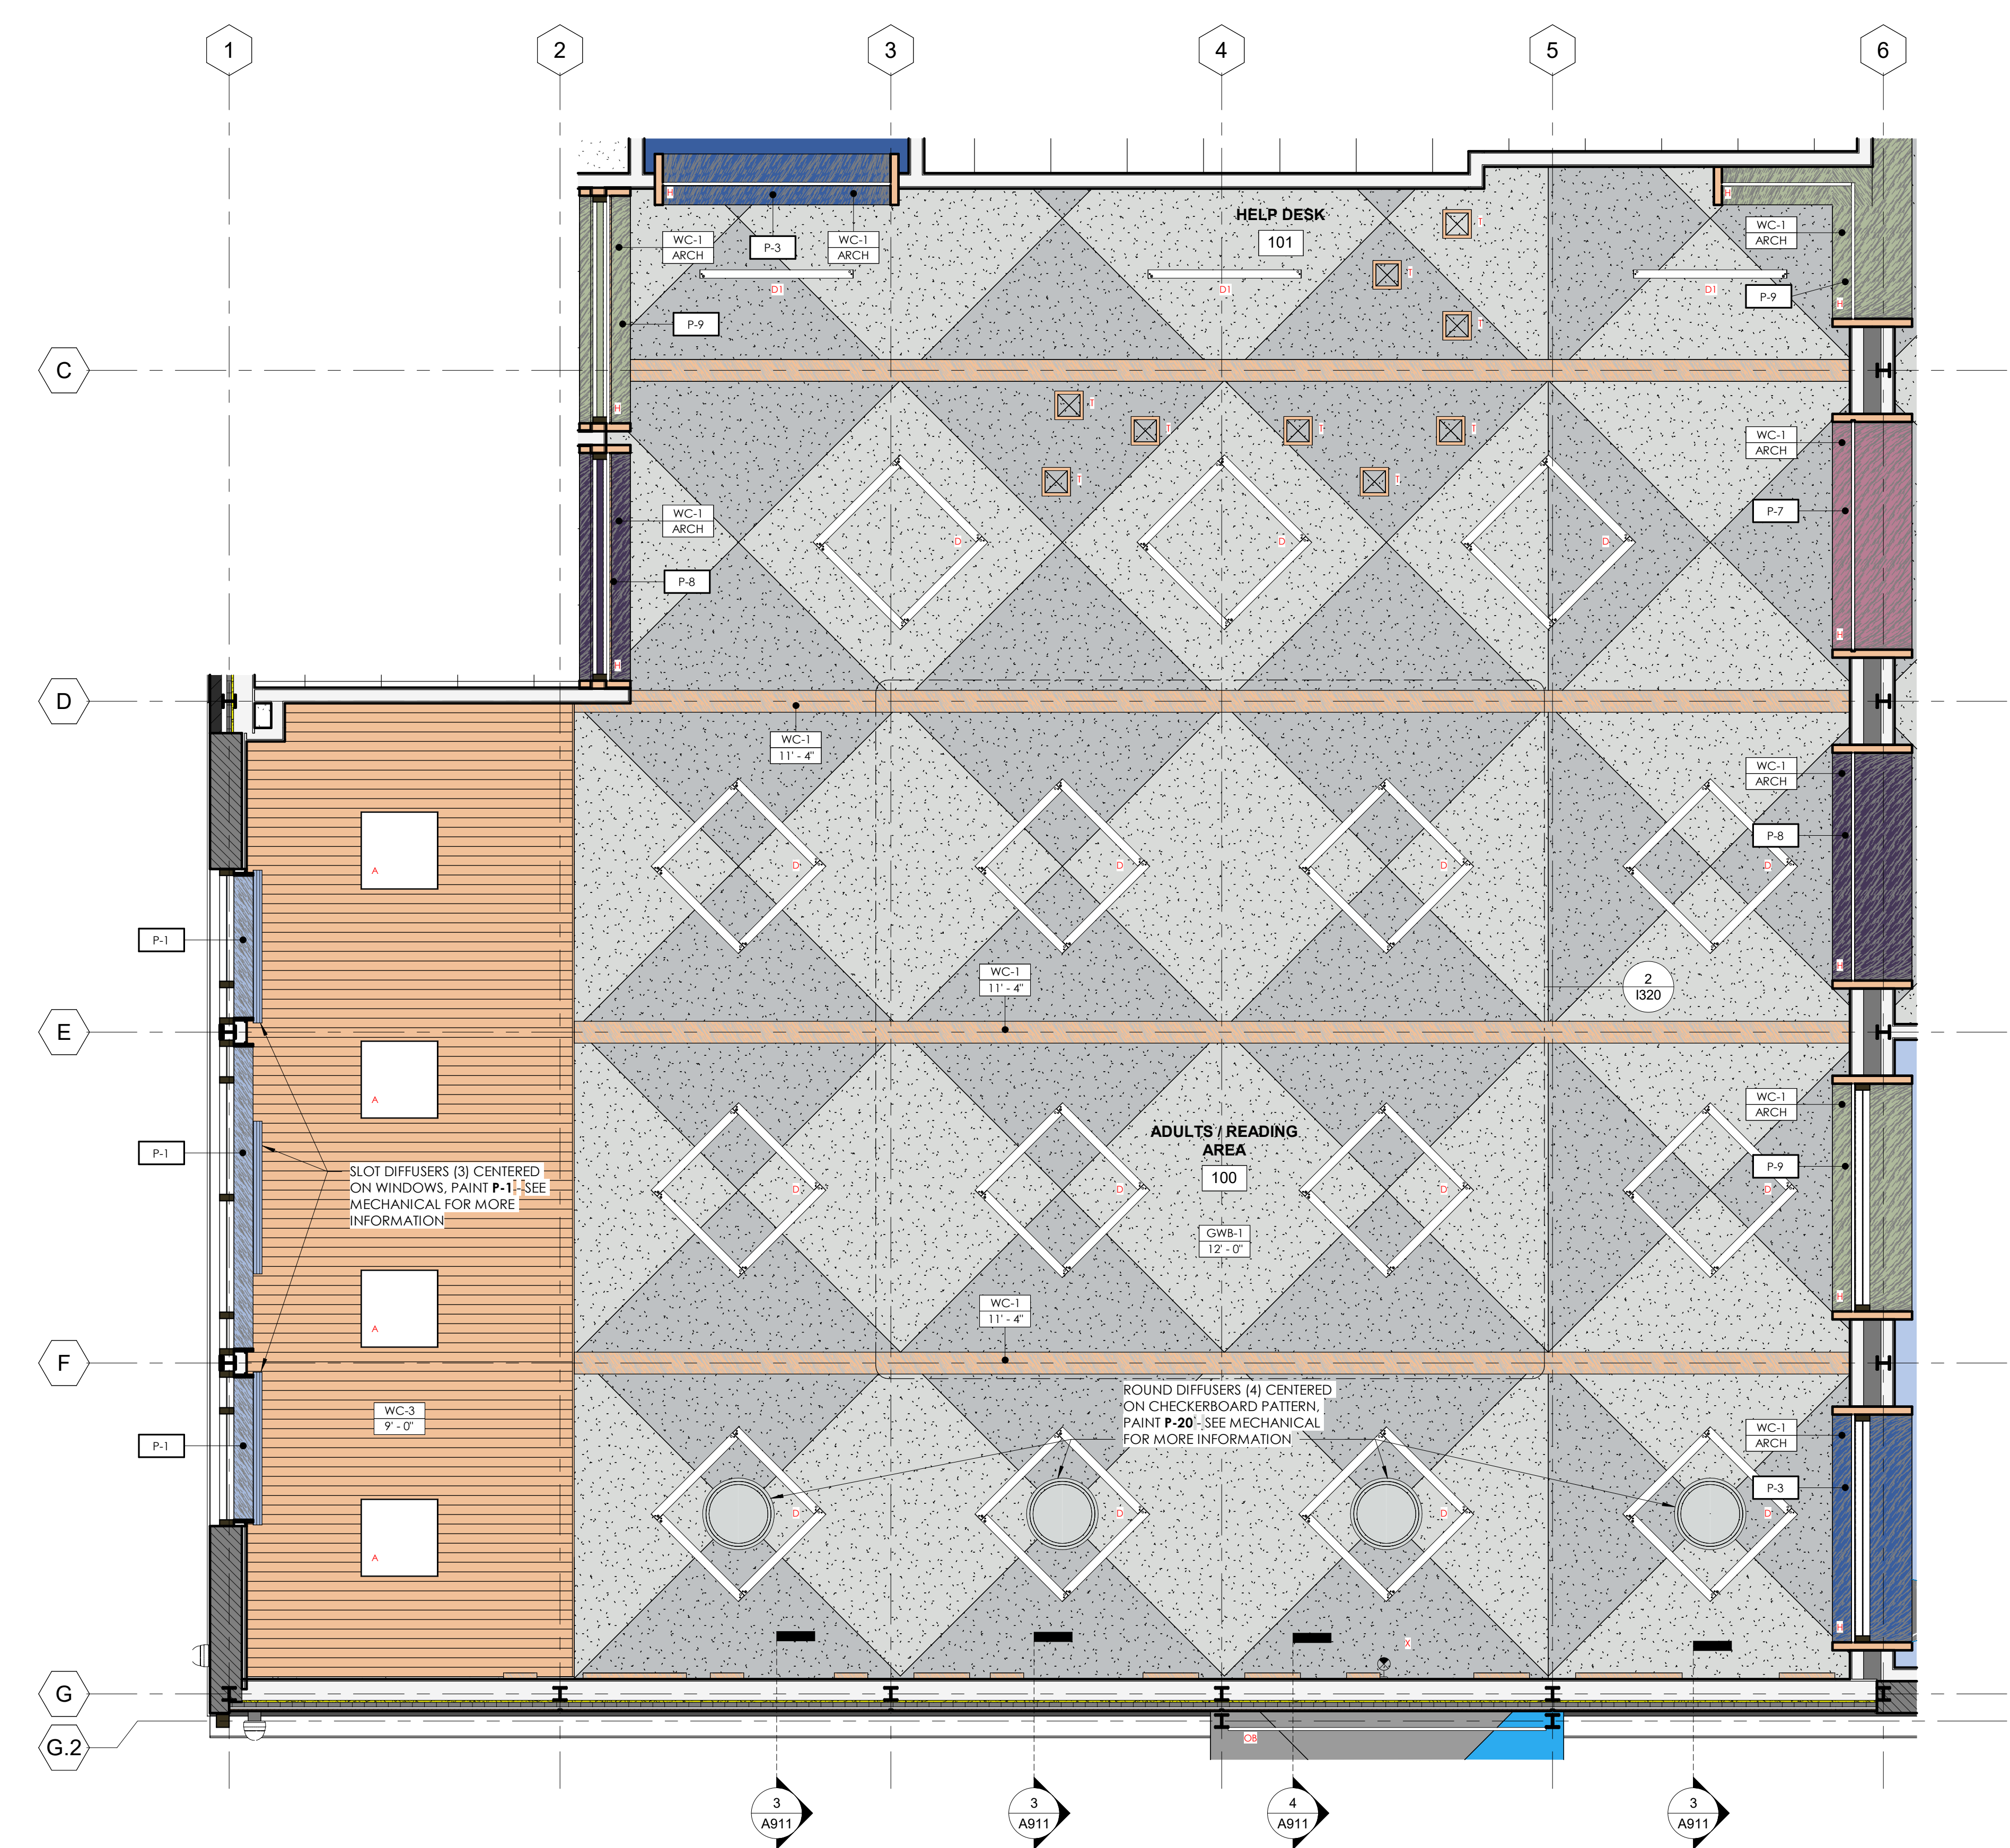 1
2
3
4
5
6
HELP DESK
101
WC-1
ARCH
P-3
WC-1
ARCH
WC-1
ARCH
H
H
T
T
T
D1
D1
D1
P-9
P-9
H
C
T
T
T
T
T
T
H
WC-1
ARCH
WC-1
ARCH
P-7
P-8
D
D
D
H
H
D
WC-1
11' - 4"
WC-1
ARCH
P-8
A
D
D
D
D
P-1
WC-1
11' - 4"
H
2
I320
E
A
WC-1
ARCH
P-1
ADULTS / READING
AREA
100
P-9
SLOT DIFFUSERS (3) CENTERED
ON WINDOWS, PAINT P-1 - SEE
MECHANICAL FOR MORE
INFORMATION
D
D
D
D
GWB-1
12' - 0"
WC-1
11' - 4"
H
A
F
ROUND DIFFUSERS (4) CENTERED
ON CHECKERBOARD PATTERN,
PAINT P-20 - SEE MECHANICAL
FOR MORE INFORMATION
WC-3
9' - 0"
WC-1
ARCH
P-1
P-3
D
D
D
D
A
H
X
G
G.2
OB
3
A911
3
A911
4
A911
3
A911